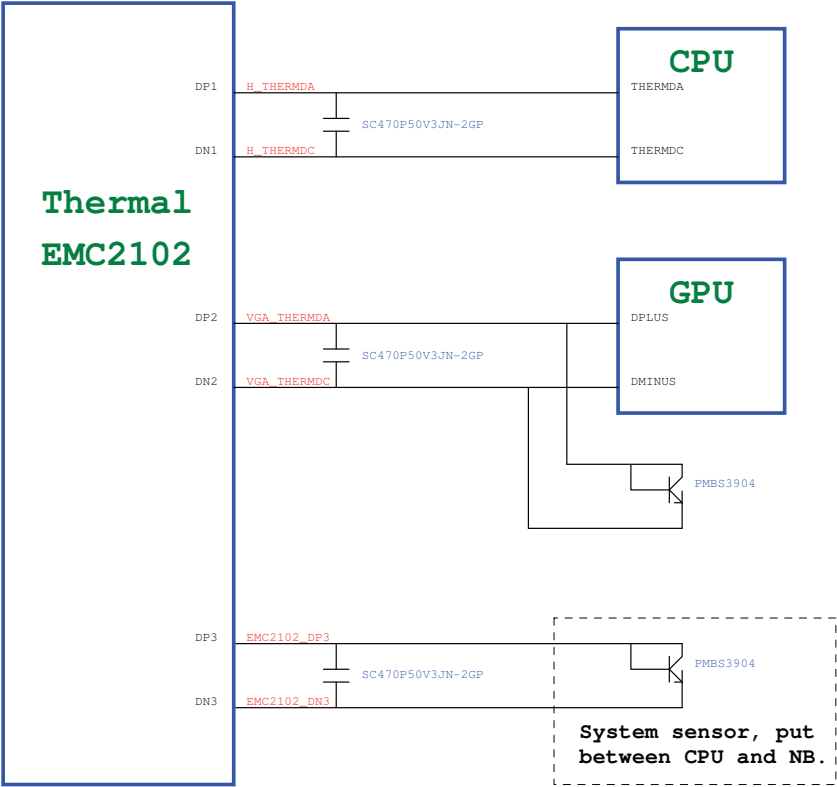 CPU
DP1 H_THERMDA THERMDA
SC470P50V3JN-2GP
DN1 H_THERMDC THERMDC
Thermal
EMC2102
GPU
DP2 VGA_THERMDA DPLUS
SC470P50V3JN-2GP
DN2 VGA_THERMDC DMINUS
PMBS3904
DP3 EMC2102_DP3
PMBS3904
SC470P50V3JN-2GP
DN3 EMC2102_DN3
System sensor, put
between CPU and NB.